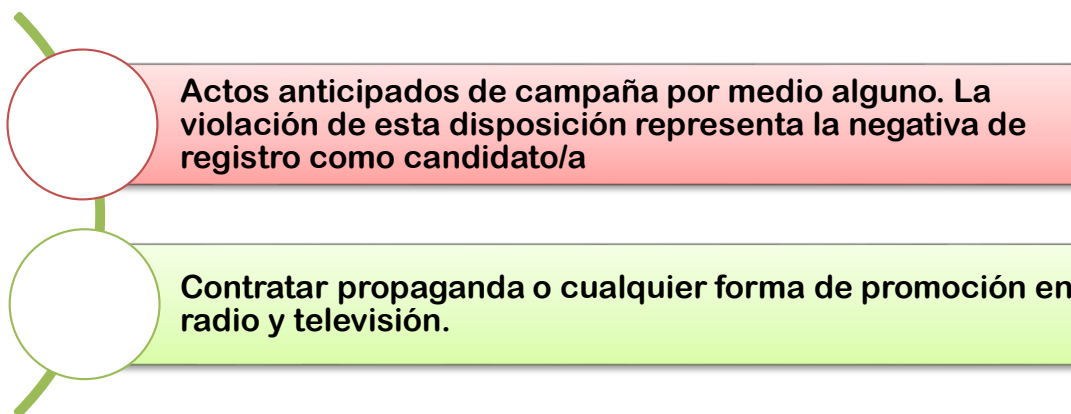 Actos anticipados de campaña por medio alguno. La
violación de esta disposición representa la negativa de
registro como candidato/a
Contratar propaganda o cualquier forma de promoción en
radio y televisión.